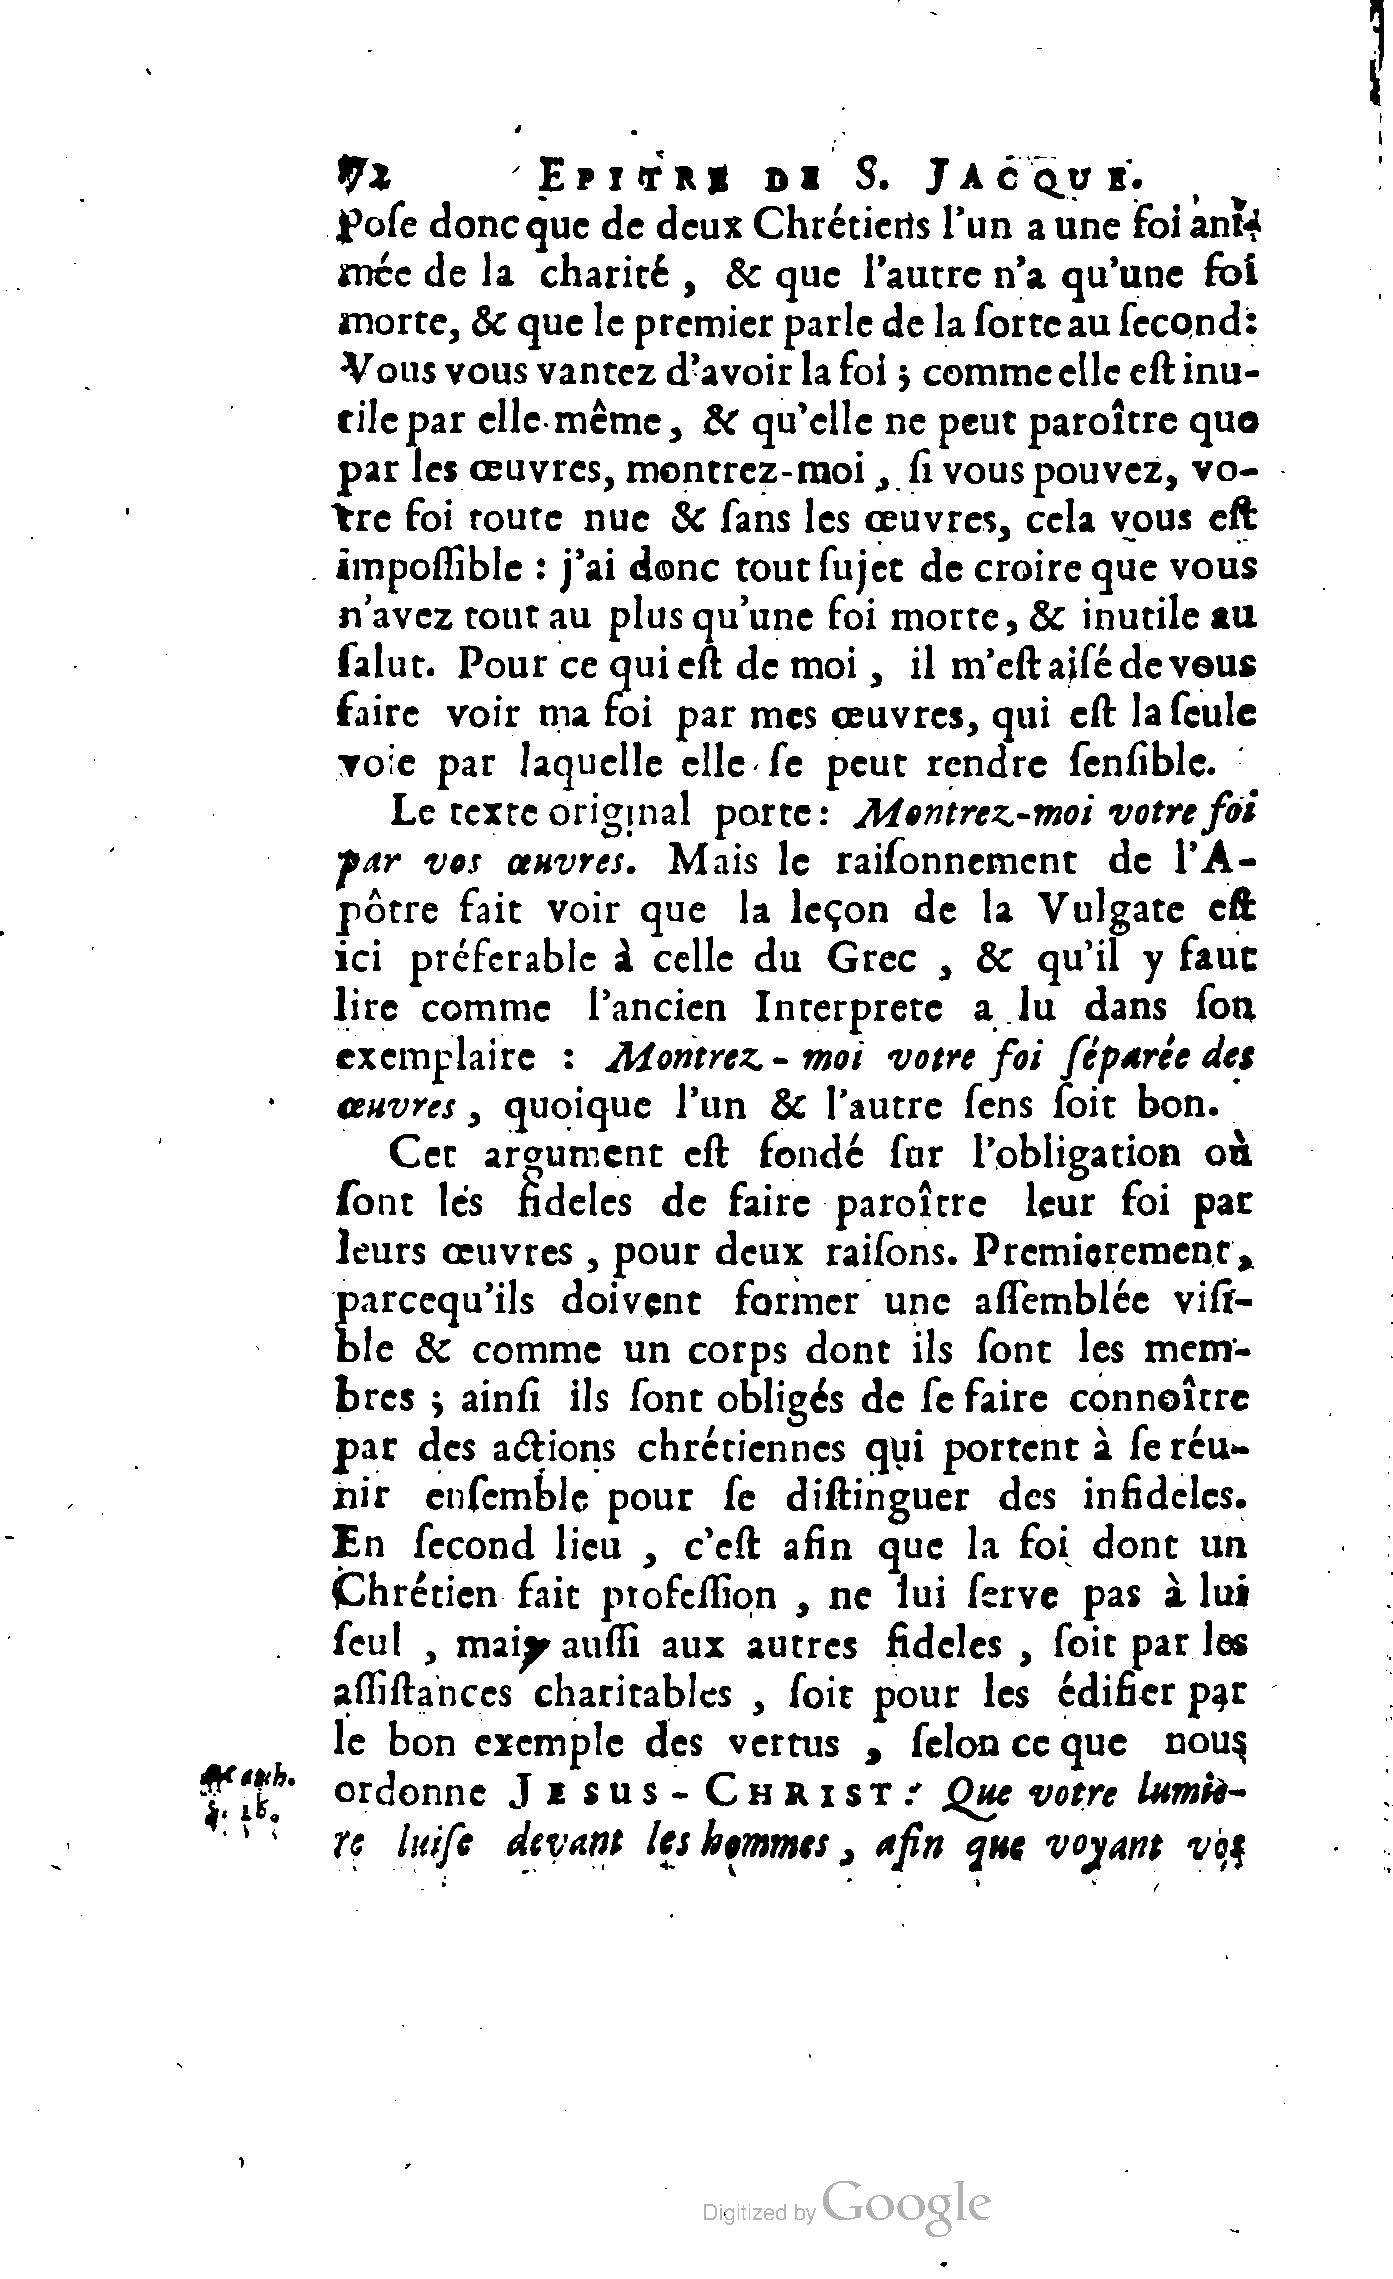 72 EPITRE DE S. JACQUE.
poſe donc que de deux Chrétiens l'un a une foi ani-
mée de la charité, & que l'autre n'a qu'une foi
morte, & que le premier parle de la ſorte au ſecond:
Vous vous vantez d'avoir la foi; comme elle eſt inu-
tile par elle-même, & qu'elle ne peut paroître que
par les œuvres, montrez-moi, ſi vous pouvez, vo-
tre foi toute nue & ſans les œuvres, cela vous eſt
impoſſible : j'ai donc tout ſujet de croire que vous
n'avez tout au plus qu'une foi morte, & inutile au
ſalut. Pour ce qui eſt de moi, il m'eſt aiſé de vous
faire voir ma foi par mes œuvres, qui eſt la ſeule
voie par laquelle elle ſe peut rendre ſenſible.
Le texte original porte: Montrez-moi votre foi
par vos œuvres. Mais le raiſonnement de l'A-
pôtre fait voir que la leçon de la Vulgate eſt
ici préferable à celle du Grec, & qu'il y faut
lire comme l'ancien Interprete a lu dans ſon
exemplaire : Montrez-moi votre foi ſéparée des
œuvres, quoique l'un & l'autre ſens ſoit bon.
Cet argument eſt fondé ſur l'obligation où
ſont les fideles de faire paroître leur foi par
leurs œuvres, pour deux raiſons. Premierement,
parcequ'ils doivent former une aſſemblée viſi-
ble & comme un corps dont ils ſont les mem-
bres ; ainſi ils ſont obligés de ſe faire connoître
par des actions chrétiennes qui portent à ſe réu-
nir enſemble pour ſe diſtinguer des infideles.
En ſecond lieu, c'eſt afin que la foi dont un
Chrétien fait profeſſion, ne lui ſerve pas à lui
ſeul, mais auſſi aux autres fideles, ſoit par les
aſſiſtances charitables, ſoit pour les édifier par
le bon exemple des vertus, ſelon ce que nous
Matth.
5. 16.
ordonne JESUS-CHRIST: Que votre lumie-
re luiſe devant les hommes, afin que voyant vos
Digitized by Google